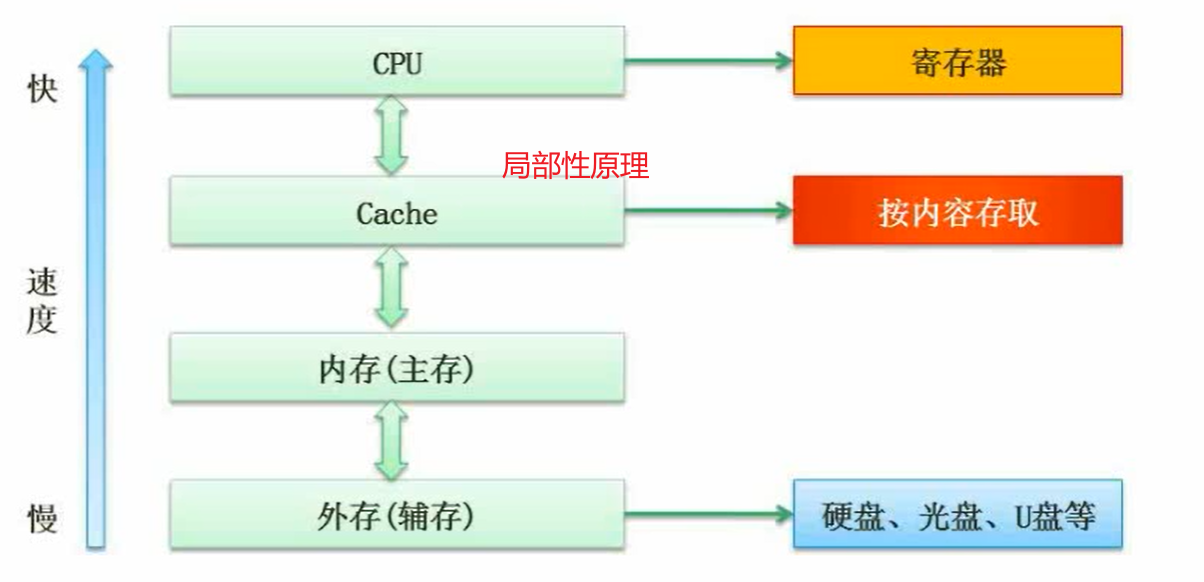 快
CPU
寄存器
局部性原理
Cache
按内容存取
速度
内存(主存)
慢
外存(辅存)
硬盘、光盘、U盘等